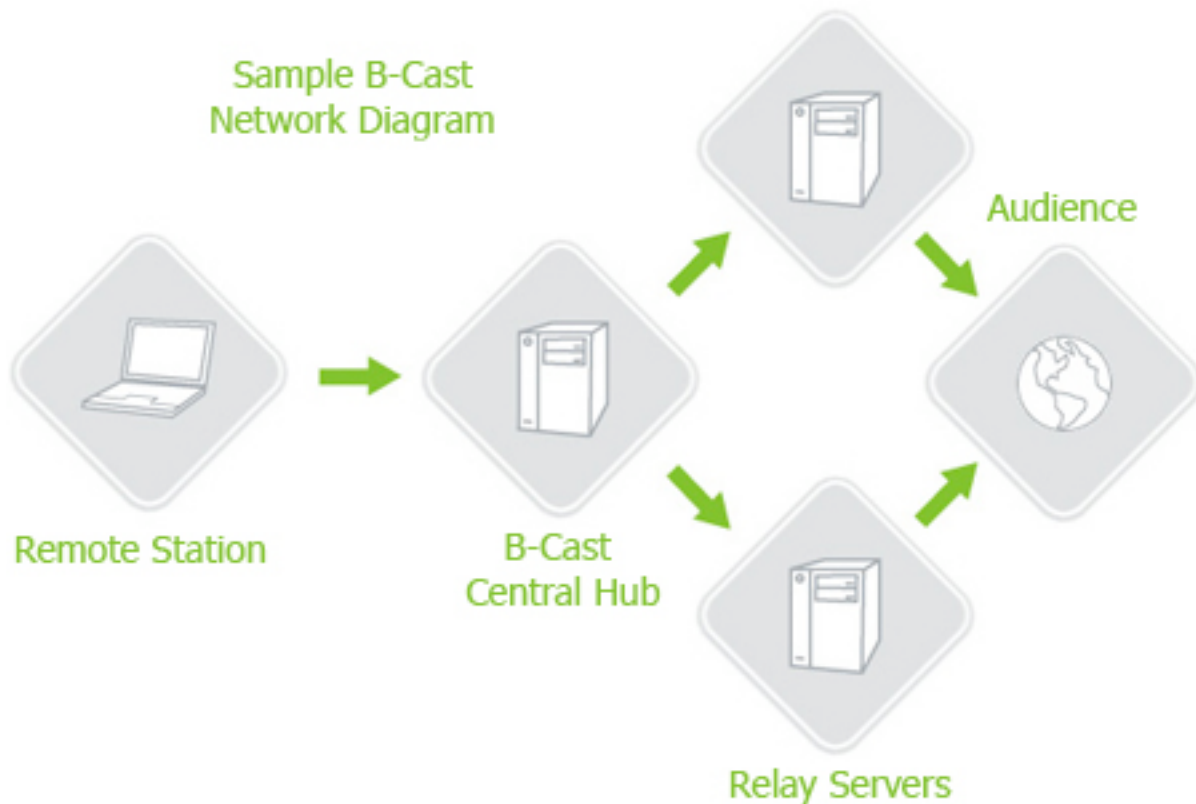 Sample B-Cast
Network Diagram
Audience
Remote Station
B-Cast
Central Hub
Relay Servers